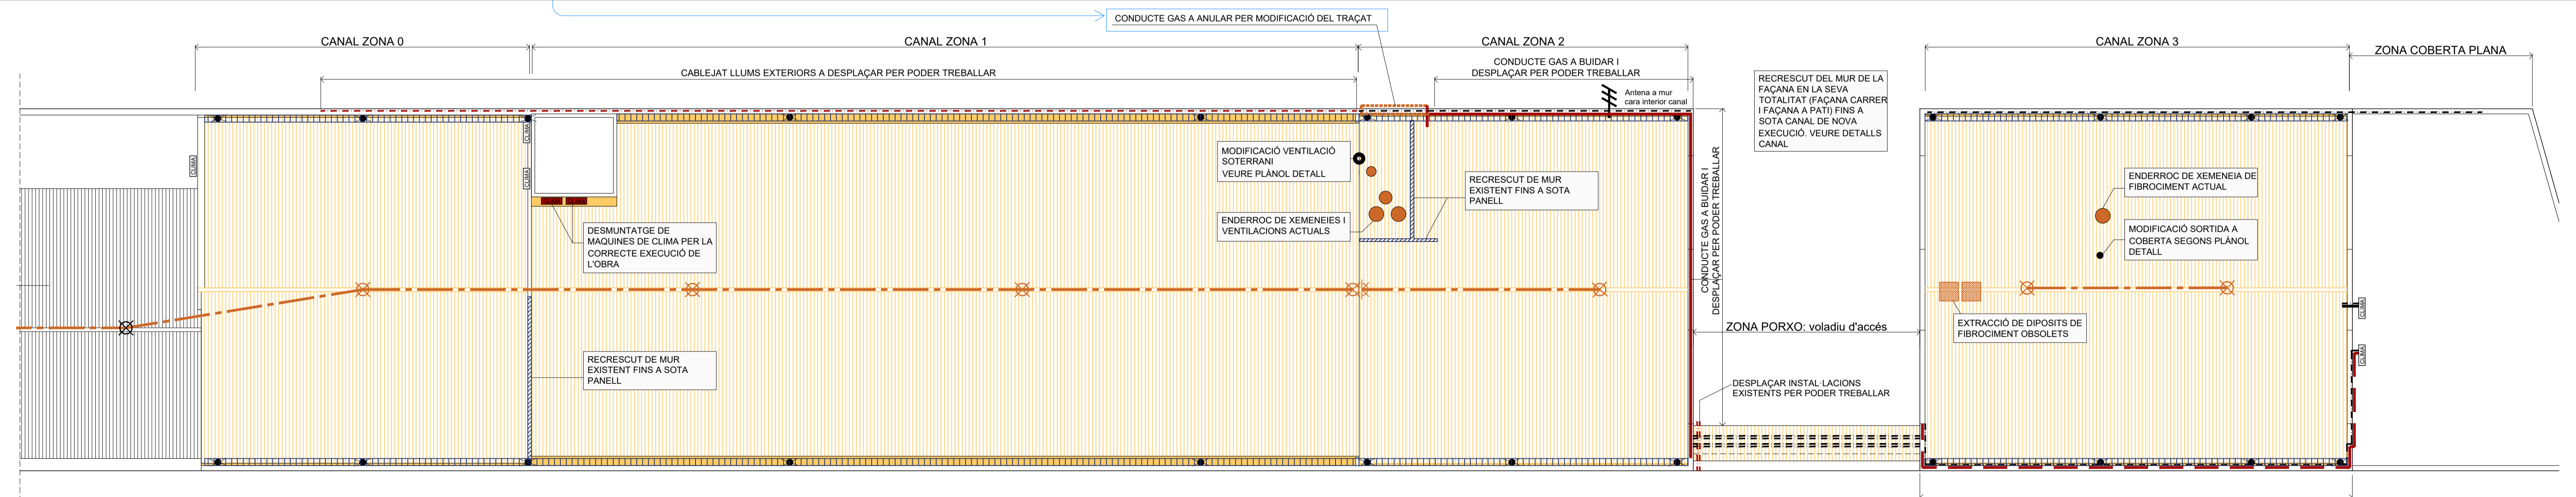 CONDUCTE GAS A ANULAR PER MODIFICACIÓ DEL TRAÇAT
CANAL ZONA 0
CANAL ZONA 1
CANAL ZONA 2
CANAL ZONA 3
ZONA COBERTA PLANA
CABLEJAT LLUMS EXTERIORS A DESPLAÇAR PER PODER TREBALLAR
CONDUCTE GAS A BUIDAR I
DESPLAÇAR PER PODER TREBALLAR
Antena a mur
cara interior canal
RECRESCUT DEL MUR DE LA
FAÇANA EN LA SEVA
TOTALITAT (FAÇANA CARRER
I FAÇANA A PATI) FINS A
SOTA CANAL DE NOVA
EXECUCIÓ. VEURE DETALLS
CANAL
CLIMA
CLIMA
CLIMA
CLIMA
CLIMA
MODIFICACIÓ VENTILACIÓ
SOTERRANI
VEURE PLÀNOL DETALL
RECRESCUT DE MUR
EXISTENT FINS A SOTA
PANELL
ENDERROC DE XEMENEIES I
VENTILACIONS ACTUALS
DESMUNTATGE DE
MAQUINES DE CLIMA PER LA
CORRECTE EXECUCIÓ DE
L'OBRA
CONDUCTE GAS A BUIDAR I
DESPLAÇAR PER PODER TREBALLAR
ENDERROC DE XEMENEIA DE
FIBROCIMENT ACTUAL
MODIFICACIÓ SORTIDA A
COBERTA SEGONS PLÀNOL
DETALL
EXTRACCIÓ DE DIPOSITS DE
FIBROCIMENT OBSOLETS
CLIMA
CLIMA
ZONA PORXO: voladiu d'accés
RECRESCUT DE MUR
EXISTENT FINS A SOTA
PANELL
DESPLAÇAR INSTAL·LACIONS
EXISTENTS PER PODER TREBALLAR